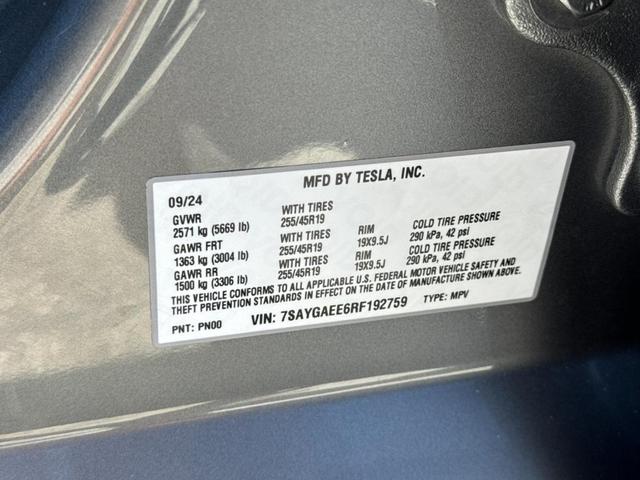 MFD BY TESLA, INC.
09/24
GVWR WITH TIRES
2571 kg (5669 lb) 255/45R19
GAWR FRT WITH TIRES RIM COLD TIRE PRESSURE
1363 kg (3004 lb) 255/45R19 19X9.5J 290 kPa, 42 psi
GAWR RR WITH TIRES RIM COLD TIRE PRESSURE
1500 kg (3306 lb) 255/45R19 19X9.5J 290 kPa, 42 psi
THIS VEHICLE CONFORMS TO ALL APPLICABLE U.S. FEDERAL MOTOR VEHICLE SAFETY AND
THEFT PREVENTION STANDARDS IN EFFECT ON THE DATE OF MANUFACTURE SHOWN ABOVE.
PNT: PN00 VIN: 7SAYGAEE6RF192759 TYPE: MPV